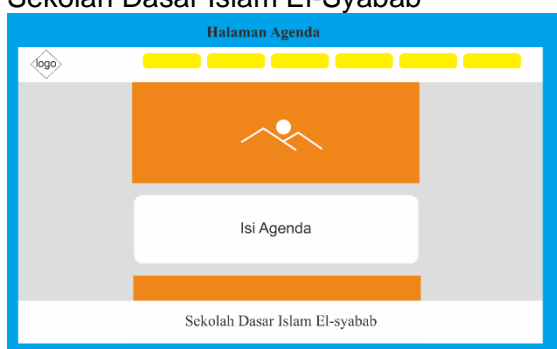 Sekolah Dasar Islam El-Syabab
Halaman Agenda
logo
Isi Agenda
Sekolah Dasar Islam El-syabab